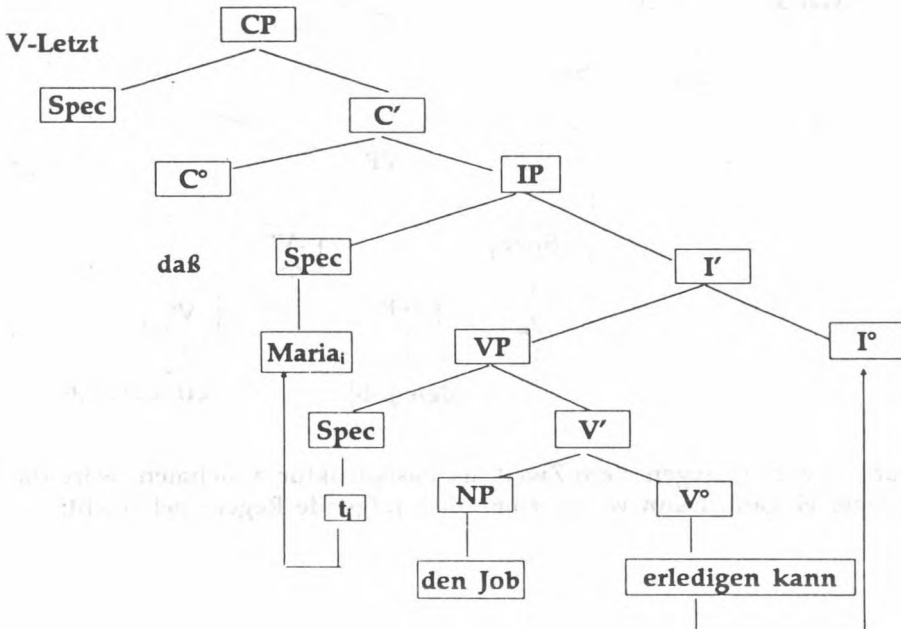 CP
V-Letzt
Spec
C′
C° IP
daß Spec I′
Maria_i VP I°
Spec V′
t_i NP V°
den Job erledigen kann